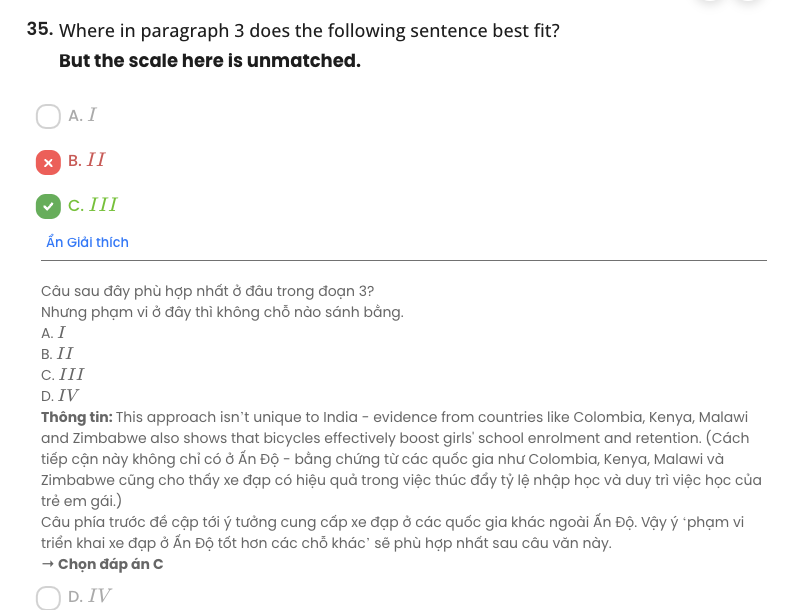 35. Where in paragraph 3 does the following sentence best fit?
But the scale here is unmatched.
A. I
B. II
C. III
Ẩn Giải thích
Câu sau đây phù hợp nhất ở đâu trong đoạn 3?
Nhưng phạm vi ở đây thì không chỗ nào sánh bằng.
A. I
B. II
C. III
D. IV
Thông tin: This approach isn't unique to India - evidence from countries like Colombia, Kenya, Malawi
and Zimbabwe also shows that bicycles effectively boost girls' school enrolment and retention. (Cách
tiếp cận này không chỉ có ở Ấn Độ - bằng chứng từ các quốc gia như Colombia, Kenya, Malawi và
Zimbabwe cũng cho thấy xe đạp có hiệu quả trong việc thúc đẩy tỷ lệ nhập học và duy trì việc học của
trẻ em gái.)
Câu phía trước đề cập tới ý tưởng cung cấp xe đạp ở các quốc gia khác ngoài Ấn Độ. Vậy ý 'phạm vi
triển khai xe đạp ở Ấn Độ tốt hơn các chỗ khác' sẽ phù hợp nhất sau câu văn này.
→ Chọn đáp án C
D. IV